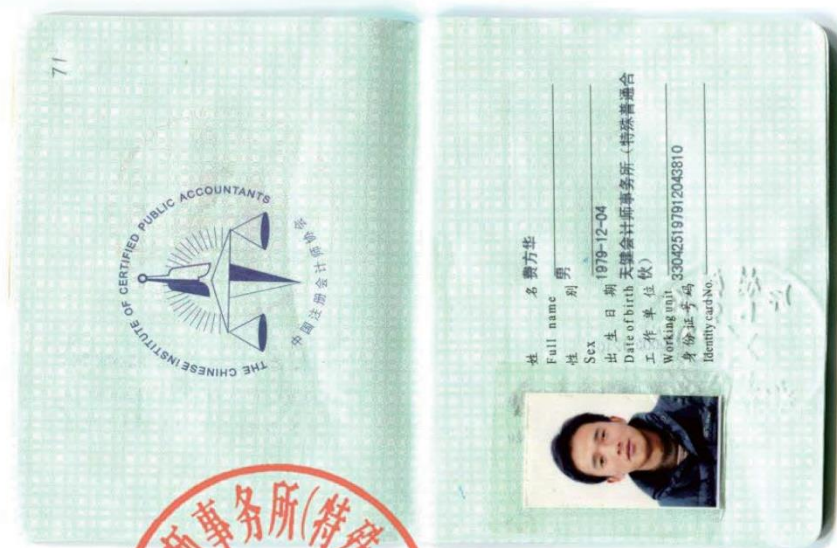 71
THE CHINESE INSTITUTE OF CERTIFIED PUBLIC ACCOUNTANTS
中国注册会计师协会
姓 名 费方华
Full name
性 别 男
Sex
出 生 日 期 1979-12-04
Date of birth
工 作 单 位 天健会计师事务所（特殊普通合
伙）
Working unit
身份证号码 330425197912043810
Identity card No.
师事务所(特殊